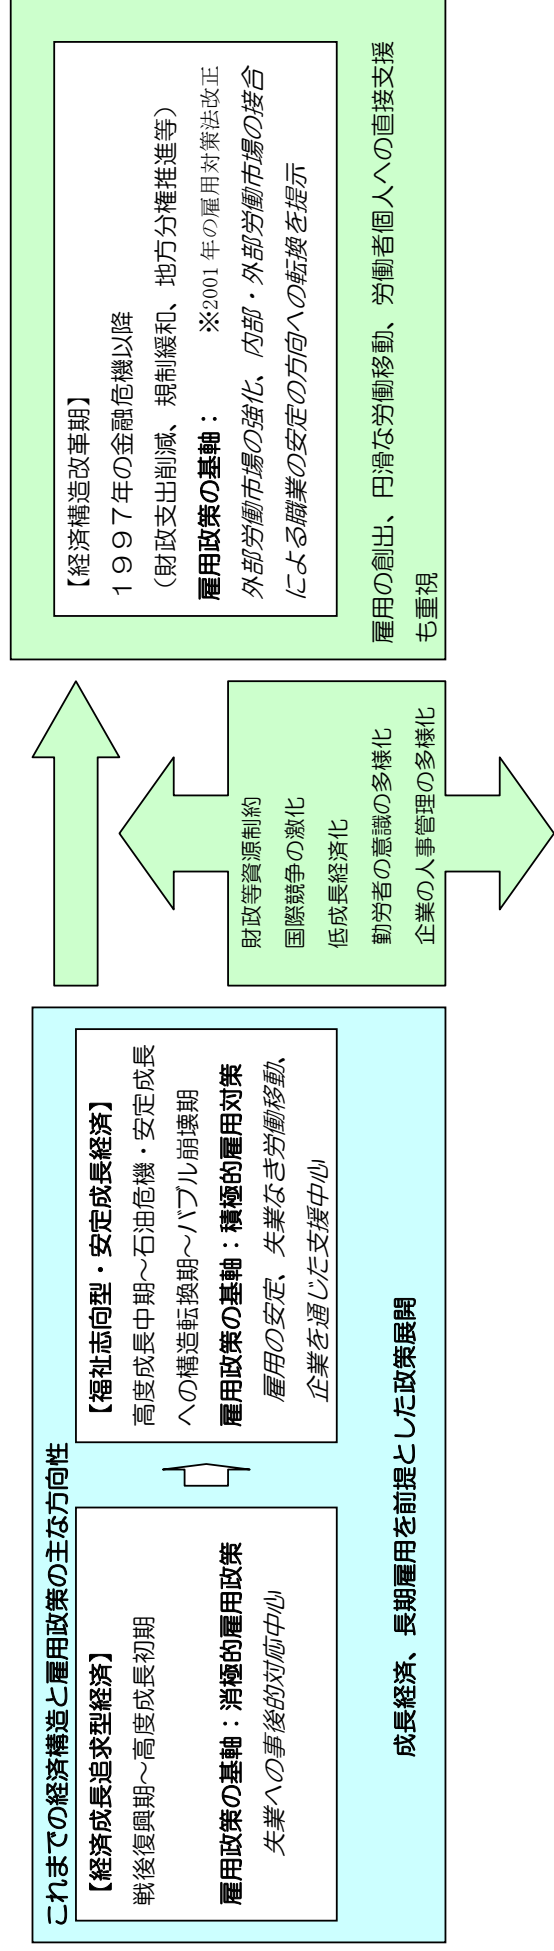 これまでの経済構造と雇用政策の主な方向性
【経済成長追求型経済】
戦後復興期～高度成長初期
雇用政策の基軸：消極的雇用政策
失業への事後的対応中心
【福祉志向型・安定成長経済】
高度成長中期～石油危機・安定成長
への構造転換期～バブル崩壊期
雇用政策の基軸：積極的雇用対策
雇用の安定、失業なき労働移動、
企業を通じた支援中心
成長経済、長期雇用を前提とした政策展開
財政等資源制約
国際競争の激化
低成長経済化
勤労者の意識の多様化
企業の人事管理の多様化
【経済構造改革期】
１９９７年の金融危機以降
（財政支出削減、規制緩和、地方分権推進等）
雇用政策の基軸：　※2001年の雇用対策法改正
外部労働市場の強化、内部・外部労働市場の接合
による職業の安定の方向への転換を提示
雇用の創出、円滑な労働移動、労働者個人への直接支援
も重視